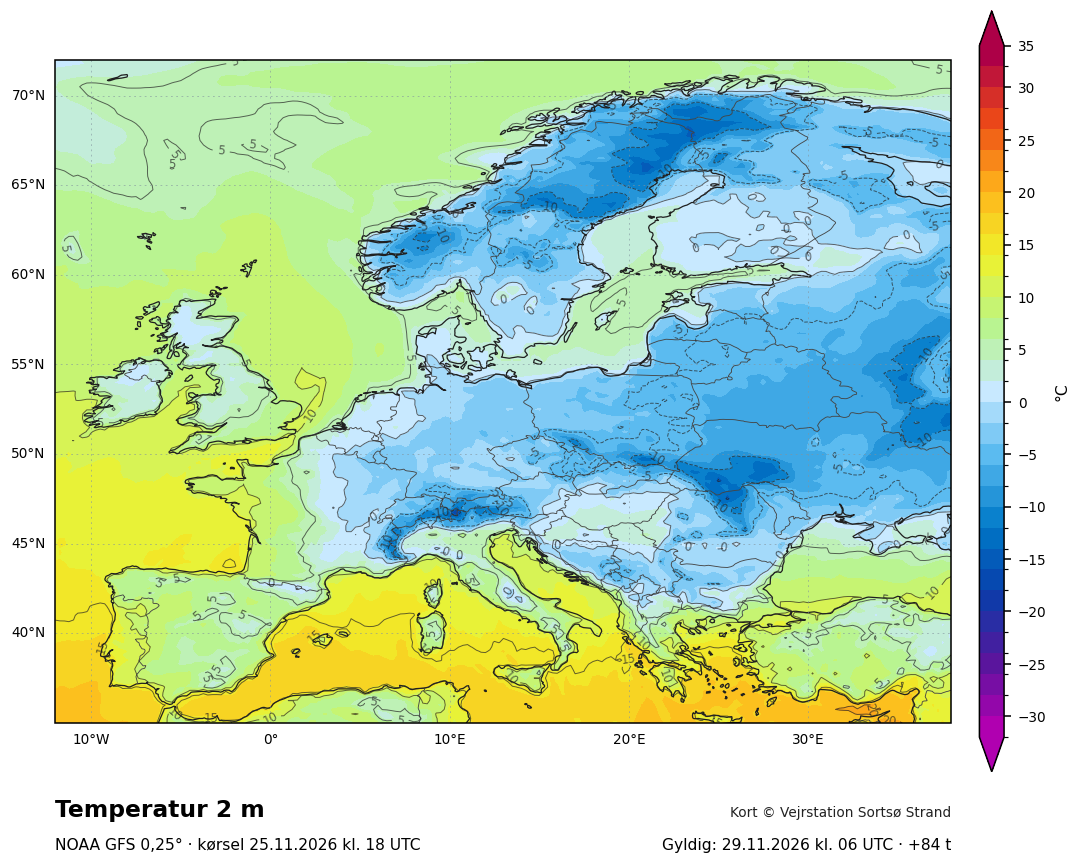 70°N
65°N
60°N
55°N
50°N
45°N
40°N
10°W
0°
10°E
20°E
30°E
35
30
25
20
15
10
5
0
−5
−10
−15
−20
−25
−30
°C
Temperatur 2 m
Kort © Vejrstation Sortsø Strand
NOAA GFS 0,25° · kørsel 25.11.2026 kl. 18 UTC
Gyldig: 29.11.2026 kl. 06 UTC · +84 t